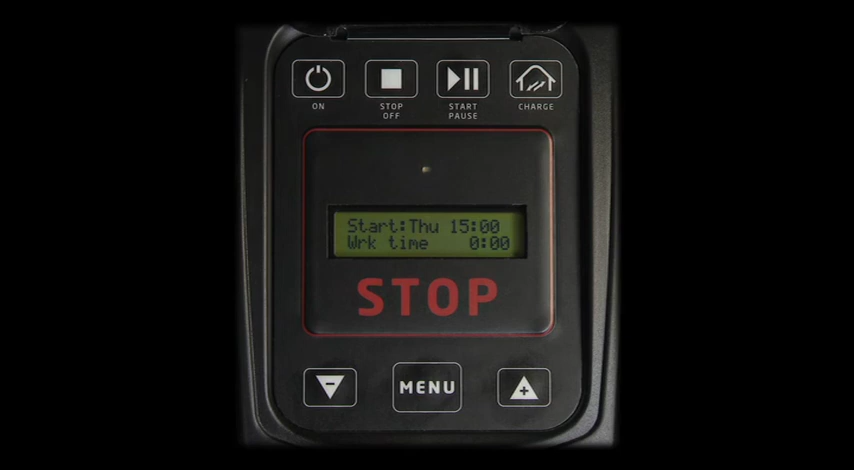 ON
STOP
OFF
START
PAUSE
CHARGE
Start:Thu 15:00
Wrk time 0:00
STOP
-
MENU
+